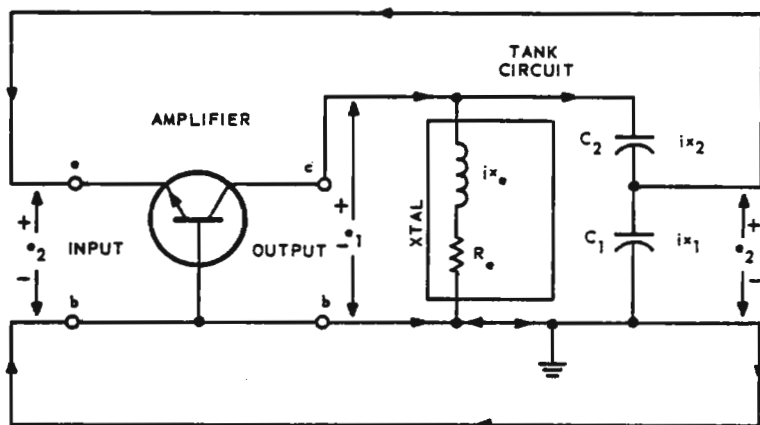 TANK
CIRCUIT
AMPLIFIER
e
c
C2
ix2
ixe
XTAL
+
e2
-
INPUT
OUTPUT
+
e1
-
Re
C1
ix1
+
e2
-
b
b